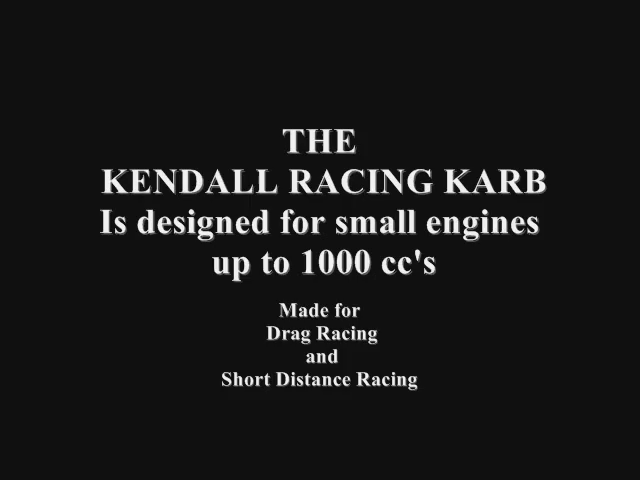 THE
KENDALL RACING KARB
Is designed for small engines
up to 1000 cc's
Made for
Drag Racing
and
Short Distance Racing